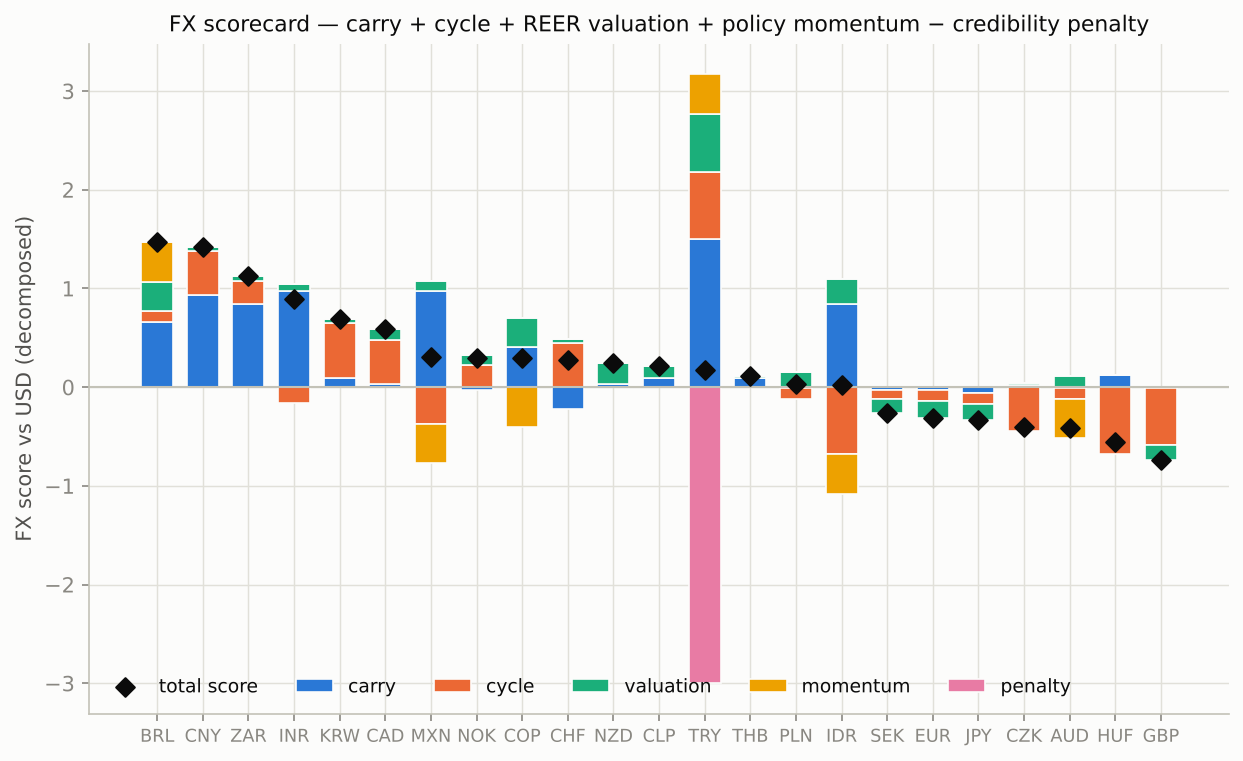 FX scorecard — carry + cycle + REER valuation + policy momentum − credibility penalty
FX score vs USD (decomposed)
3
2
1
0
−1
−2
−3
total score
carry
cycle
valuation
momentum
penalty
BRL CNY ZAR INR KRW CAD MXN NOK COP CHF NZD CLP TRY THB PLN IDR SEK EUR JPY CZK AUD HUF GBP